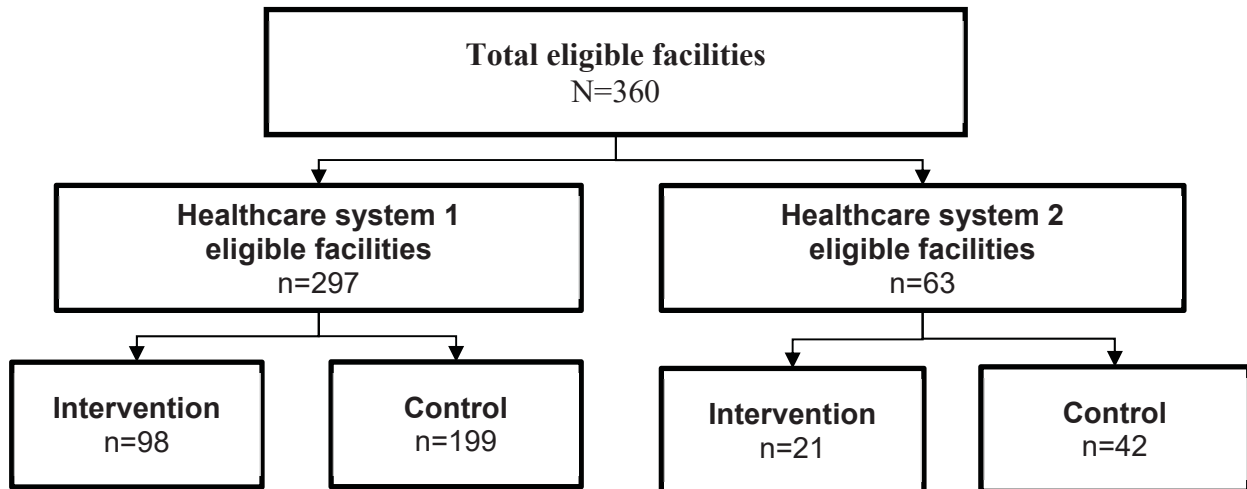 Total eligible facilities
N=360
Healthcare system 1
eligible facilities
n=297
Healthcare system 2
eligible facilities
n=63
Intervention
n=98
Control
n=199
Intervention
n=21
Control
n=42